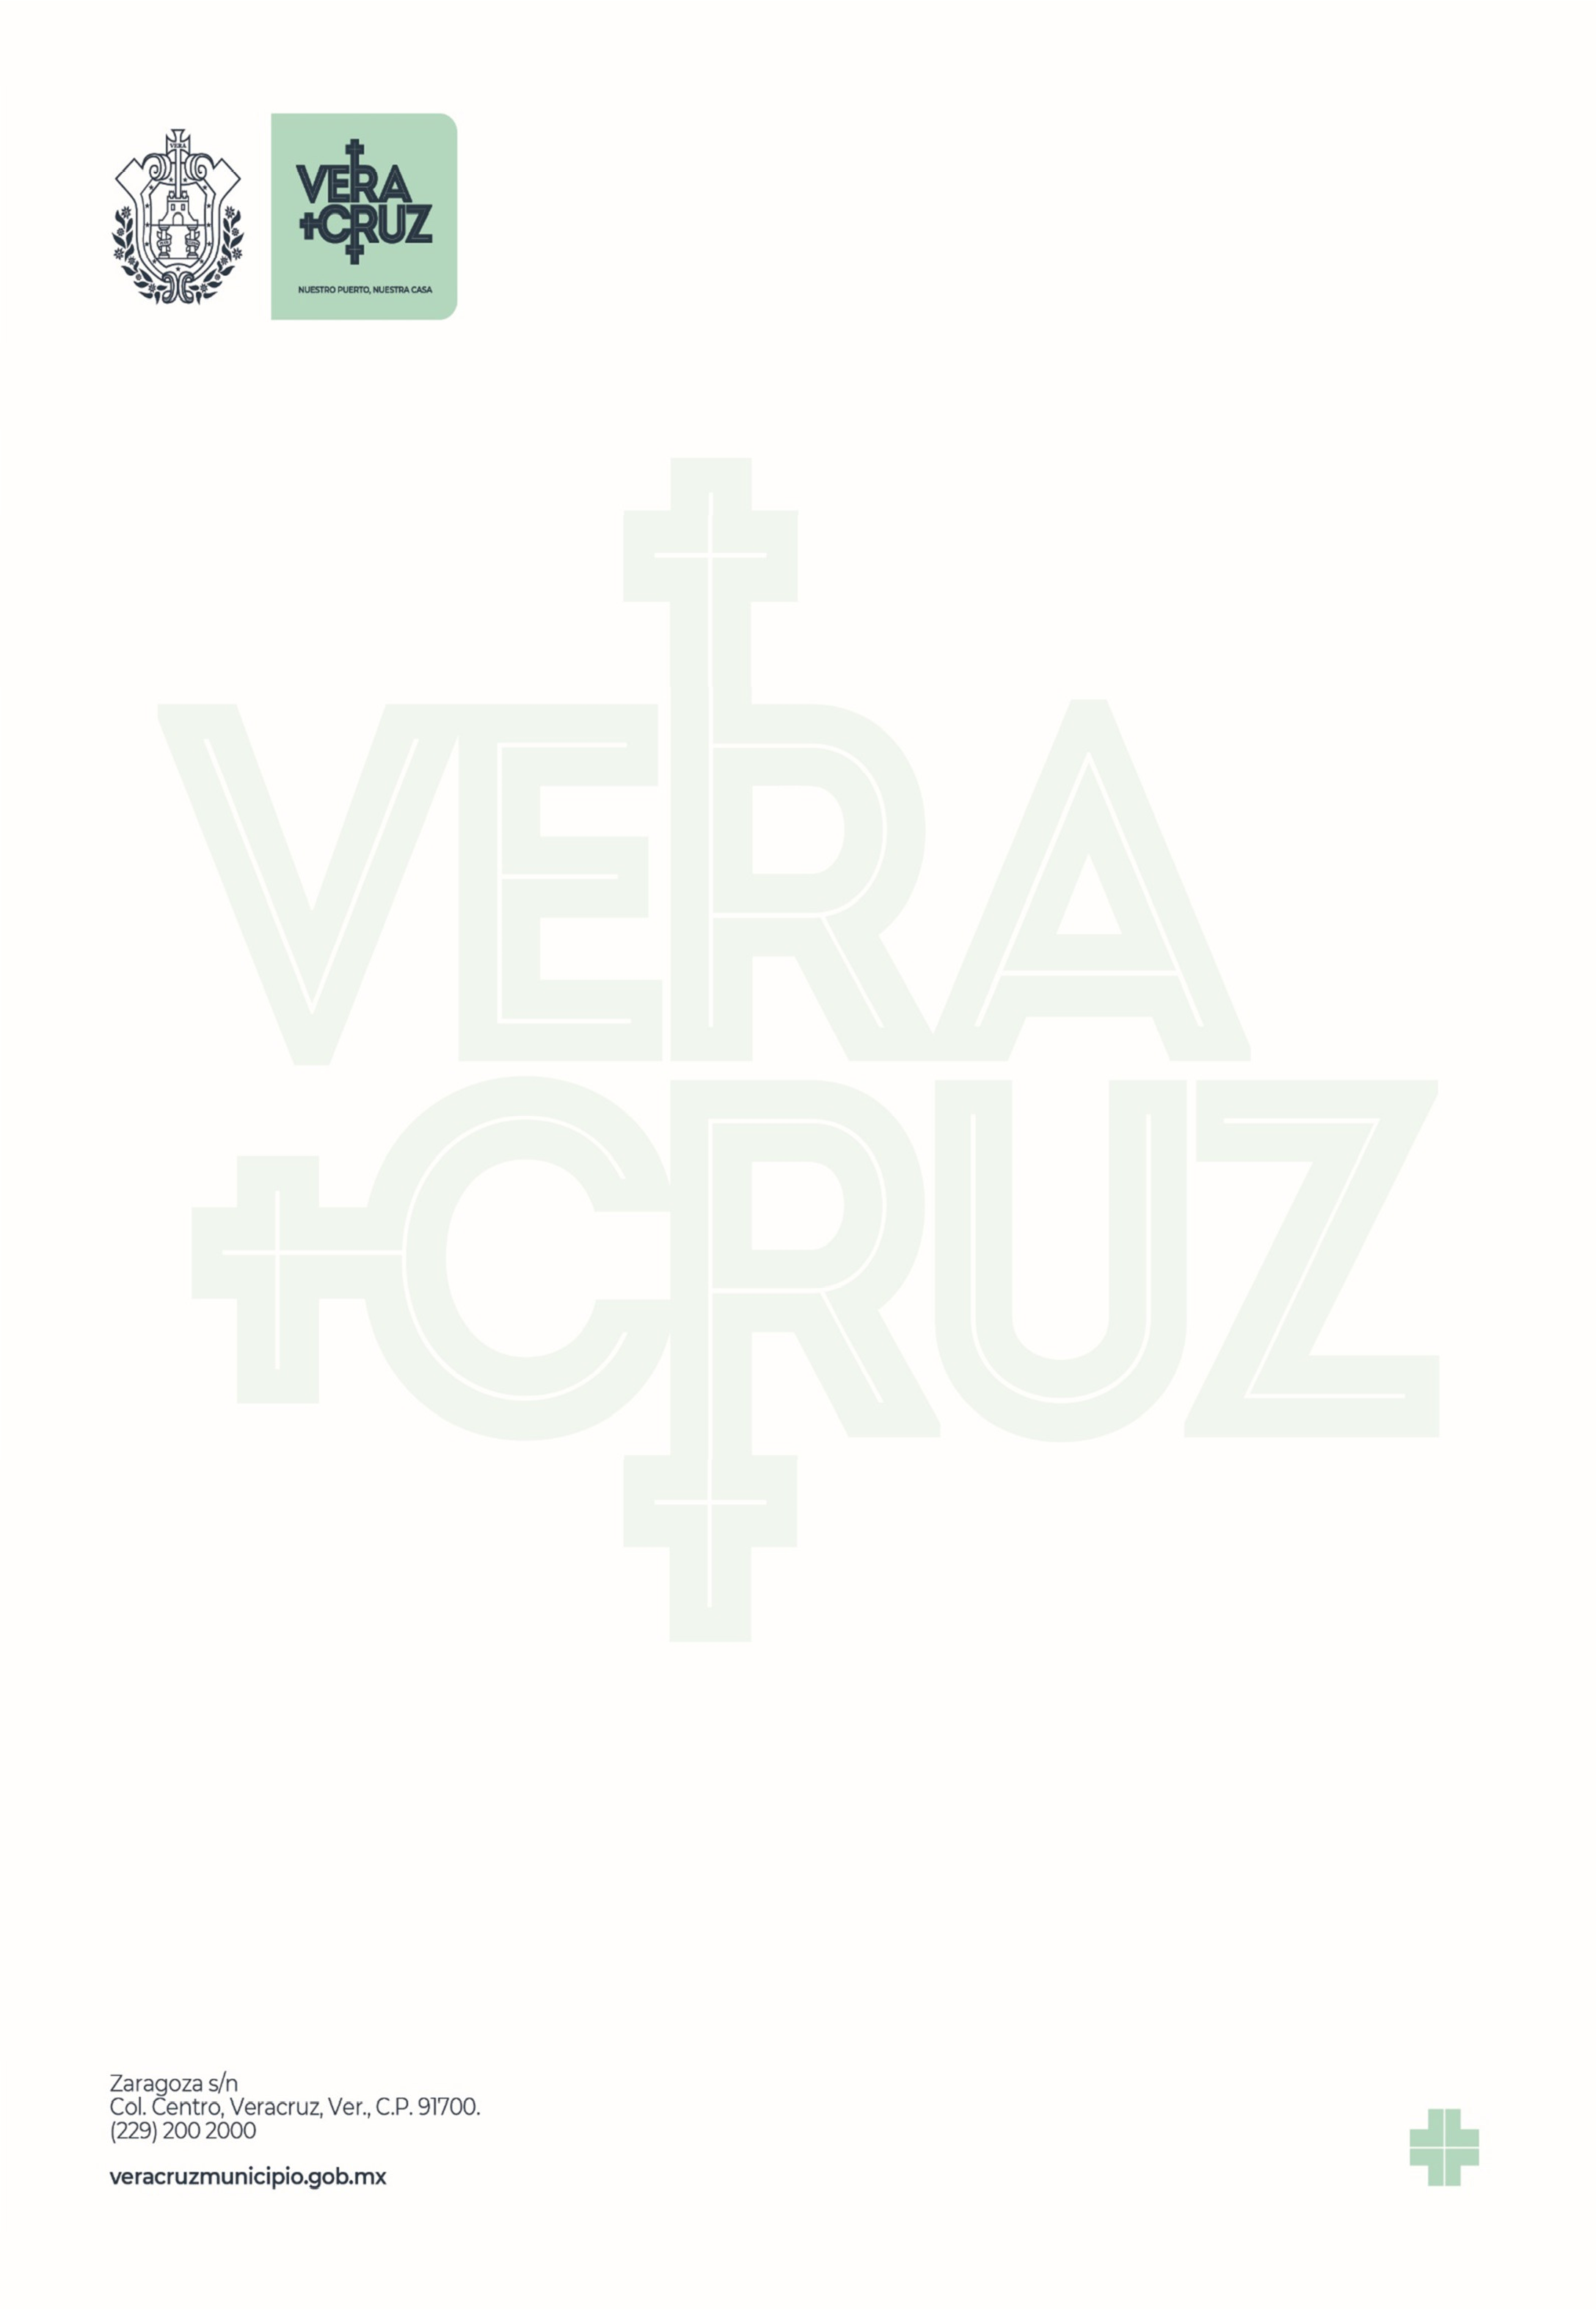 VERA
VERA
CRUZ
NUESTRO PUERTO, NUESTRA CASA
VERA
CRUZ
Zaragoza s/n
Col. Centro, Veracruz, Ver., C.P. 91700.
(229) 200 2000
veracruzmunicipio.gob.mx